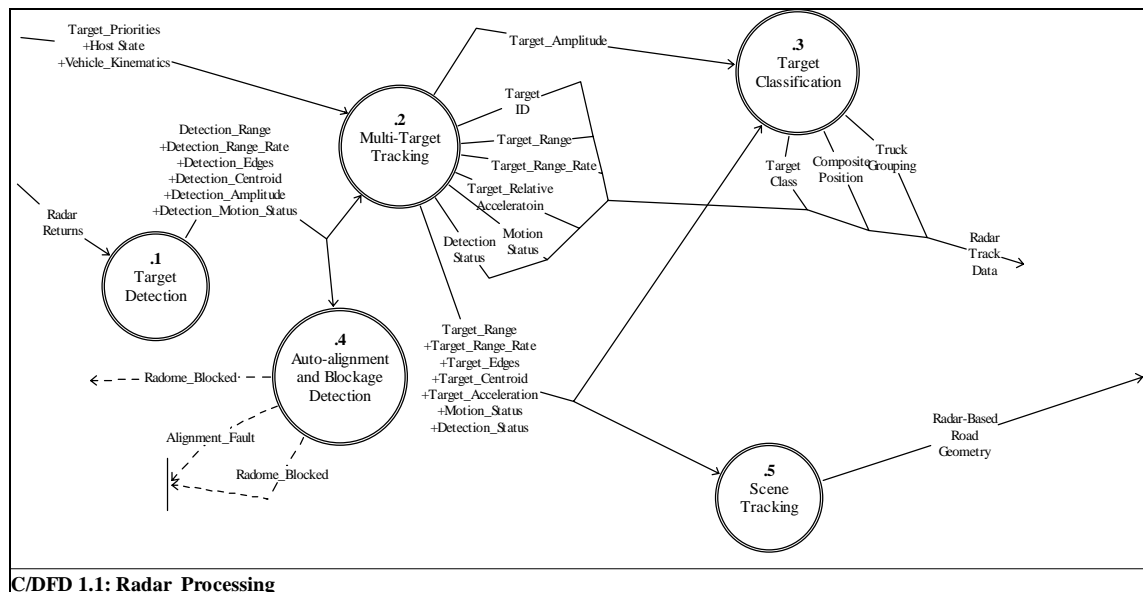 Target_Priorities
+Host State
+Vehicle_Kinematics
Target_Amplitude
.3
Target
Classification
.2
Multi-Target
Tracking
Target
ID
Target_Range
Target_Range_Rate
Target_Relative
Acceleratoin
Motion
Status
Detection
Status
Target
Class
Composite
Position
Truck
Grouping
Detection_Range
+Detection_Range_Rate
+Detection_Edges
+Detection_Centroid
+Detection_Amplitude
+Detection_Motion_Status
Radar
Returns
.1
Target
Detection
Radar
Track
Data
.4
Auto-alignment
and Blockage
Detection
Radome_Blocked
Alignment_Fault
Radome_Blocked
Target_Range
+Target_Range_Rate
+Target_Edges
+Target_Centroid
+Target_Acceleration
+Motion_Status
+Detection_Status
Radar-Based
Road
Geometry
.5
Scene
Tracking
C/DFD 1.1: Radar Processing